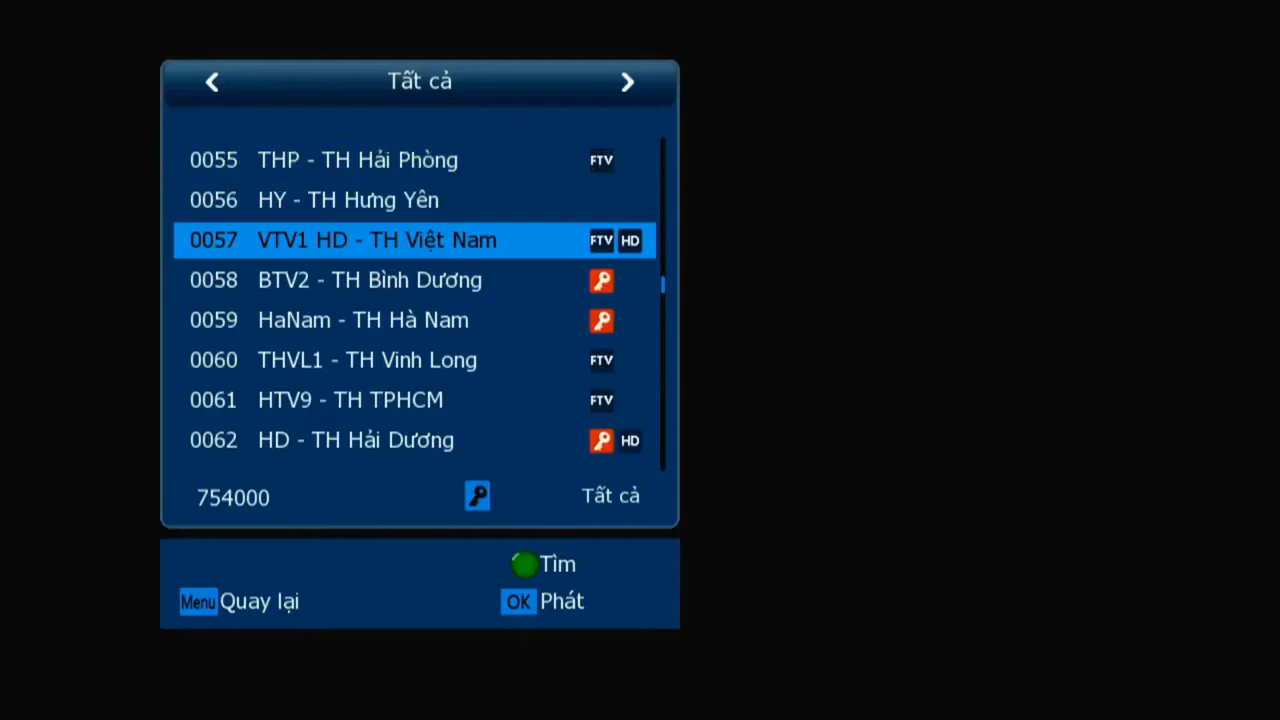 Tất cả
0055 THP - TH Hải Phòng FTV
0056 HY - TH Hưng Yên
0057 VTV1 HD - TH Việt Nam FTV HD
0058 BTV2 - TH Bình Dương
0059 HaNam - TH Hà Nam
0060 THVL1 - TH Vinh Long FTV
0061 HTV9 - TH TPHCM FTV
0062 HD - TH Hải Dương HD
754000 Tất cả
Tìm
Menu Quay lại OK Phát